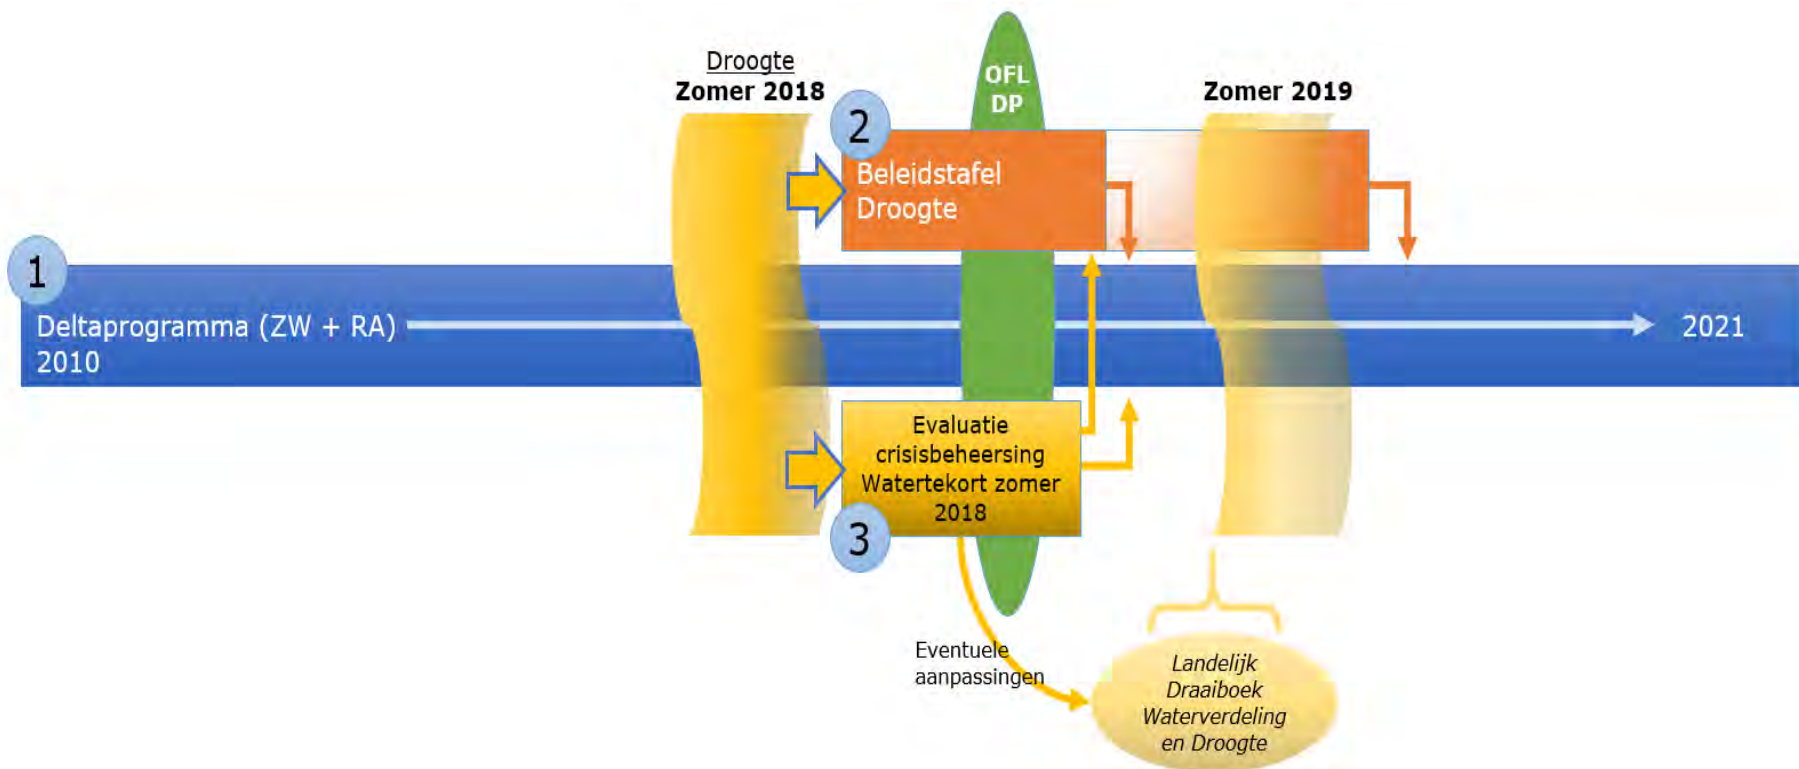 Droogte
Zomer 2018
OFL
DP
Zomer 2019
2
Beleidstafel
Droogte
1
Deltaprogramma (ZW + RA)
2010
2021
Evaluatie
crisisbeheersing
Watertekort zomer
2018
3
Eventuele
aanpassingen
Landelijk
Draaiboek
Waterverdeling
en Droogte